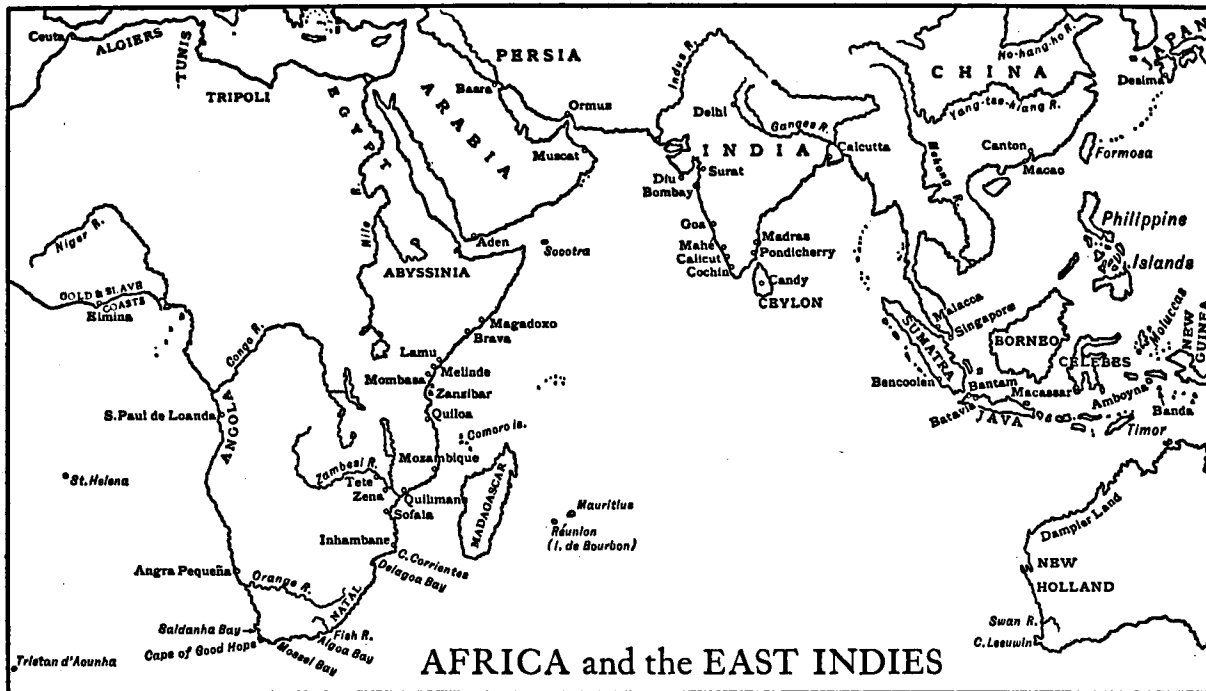 Ceuta
ALGIERS
TUNIS
TRIPOLI
EGYPT
ARABIA
PERSIA
Basra
Ormus
Muscat
Aden
Socotra
Nile R.
ABYSSINIA
Niger R.
GOLD & SLAVE
COASTS
Elmina
Congo R.
Magadoxo
Brava
Lamu
Melinde
Mombasa
Zanzibar
Quiloa
Comoro is.
S. Paul de Loanda
ANGOLA
Mozambique
Zambesi R.
Tete
Zena
Quilimane
Sofala
MADAGASCAR
St. Helena
Mauritius
Réunion
(I. de Bourbon)
Inhambane
C. Corrientes
Delagoa Bay
Angra Pequeña
Orange R.
NATAL
Saldanha Bay
Fish R.
Cape of Good Hope
Mossel Bay
Algoa Bay
Tristan d'Acunha
Indus R.
Delhi
Ganges R.
INDIA
Calcutta
Diu
Surat
Bombay
Goa
Mahé
Calicut
Cochin
Madras
Pondicherry
Candy
CEYLON
CHINA
Ho-hang-ho R.
Yang-tse-kiang R.
Mekong R.
Canton
Macao
JAPAN
Desima
Formosa
Philippine
Islands
Malacca
Singapore
SUMATRA
Bencoolen
BORNEO
CELEBES
Moluccas
NEW
GUINEA
Bantam
Batavia
JAVA
Macassar
Amboyna
Banda
Timor
Dampier Land
NEW
HOLLAND
Swan R.
C. Leeuwin
AFRICA and the EAST INDIES